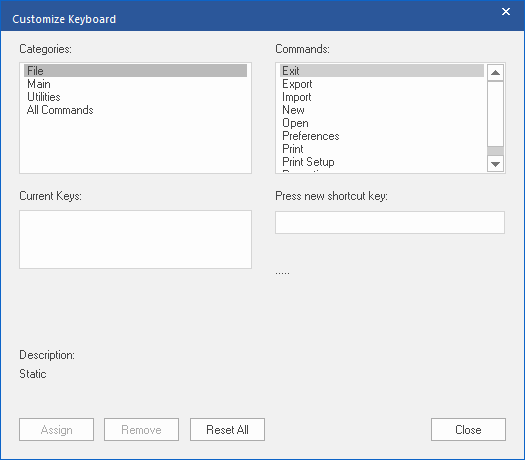 Customize Keyboard
Categories:
File
Main
Utilities
All Commands
Commands:
Exit
Export
Import
New
Open
Preferences
Print
Print Setup
Current Keys:
Press new shortcut key:
.....
Description:
Static
Assign
Remove
Reset All
Close